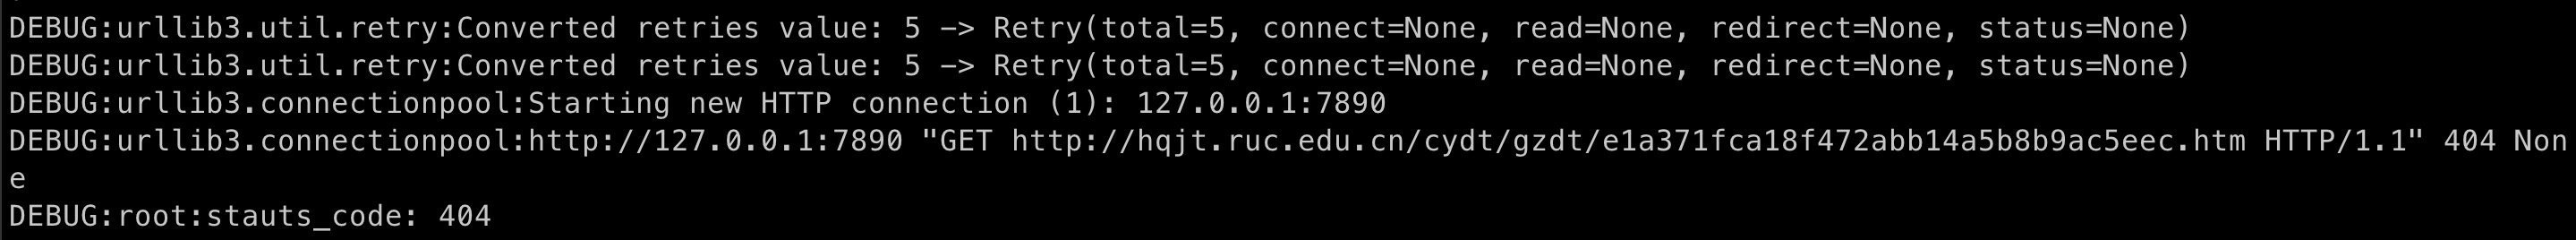 DEBUG:urllib3.util.retry:Converted retries value: 5 -> Retry(total=5, connect=None, read=None, redirect=None, status=None)
DEBUG:urllib3.util.retry:Converted retries value: 5 -> Retry(total=5, connect=None, read=None, redirect=None, status=None)
DEBUG:urllib3.connectionpool:Starting new HTTP connection (1): 127.0.0.1:7890
DEBUG:urllib3.connectionpool:http://127.0.0.1:7890 "GET http://hqjt.ruc.edu.cn/cydt/gzdt/e1a371fca18f472abb14a5b8b9ac5eec.htm HTTP/1.1" 404 Non
e
DEBUG:root:stauts_code: 404